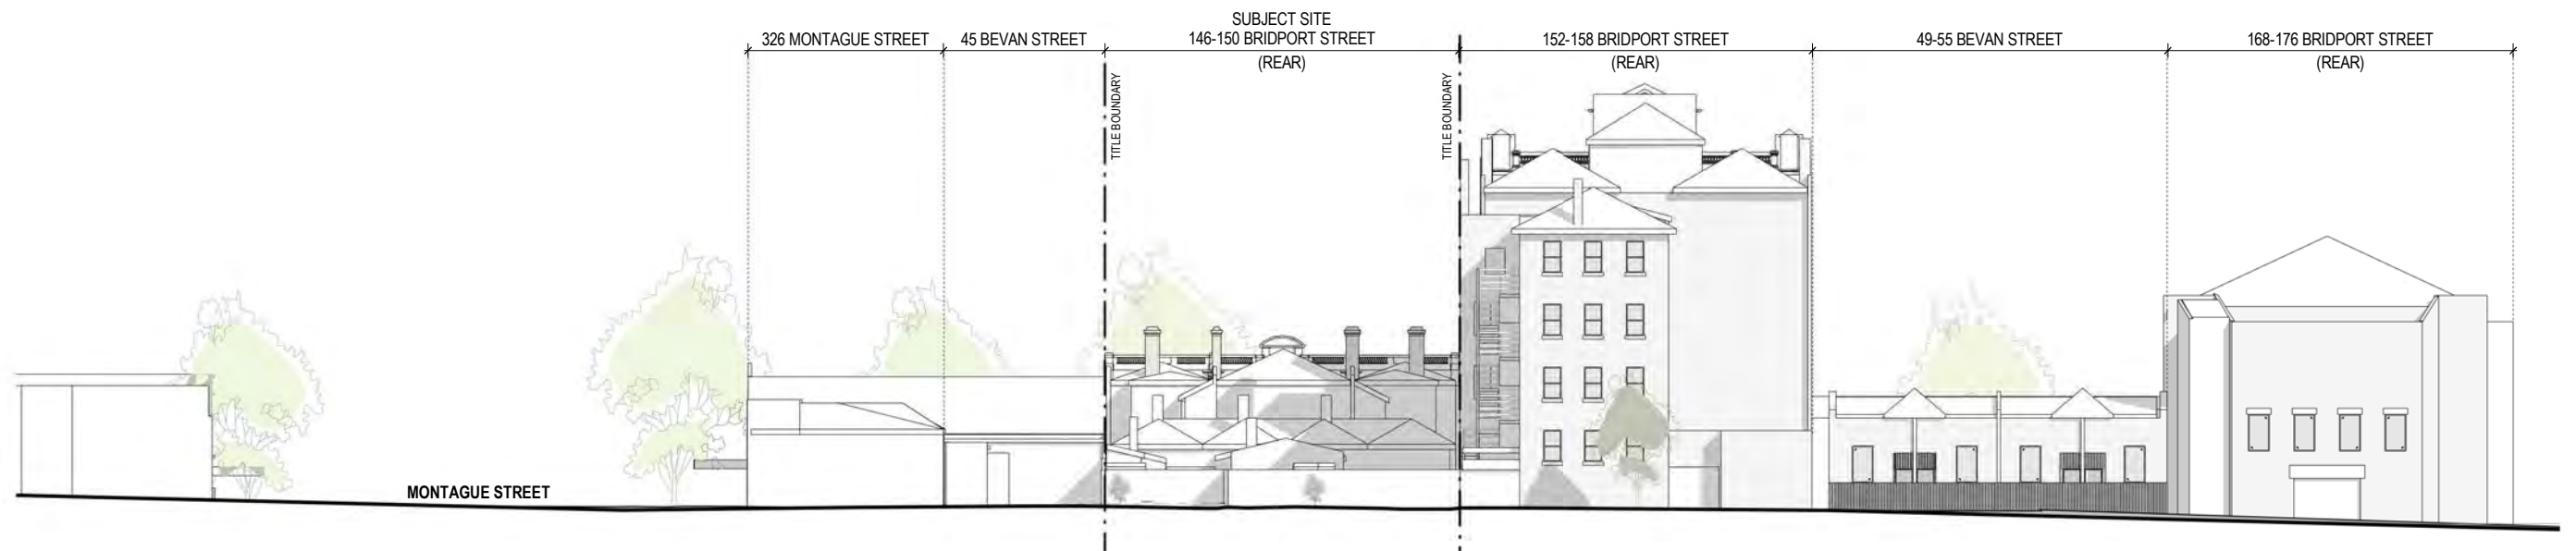 SUBJECT SITE
326 MONTAGUE STREET
45 BEVAN STREET
146-150 BRIDPORT STREET
(REAR)
152-158 BRIDPORT STREET
(REAR)
49-55 BEVAN STREET
168-176 BRIDPORT STREET
(REAR)
TITLE BOUNDARY
TITLE BOUNDARY
MONTAGUE STREET